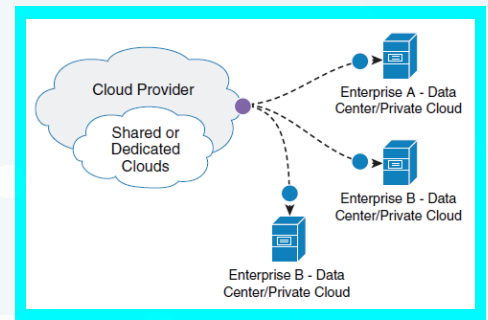 Cloud Provider
Shared or
Dedicated
Clouds
Enterprise A - Data
Center/Private Cloud
Enterprise B - Data
Center/Private Cloud
Enterprise B - Data
Center/Private Cloud